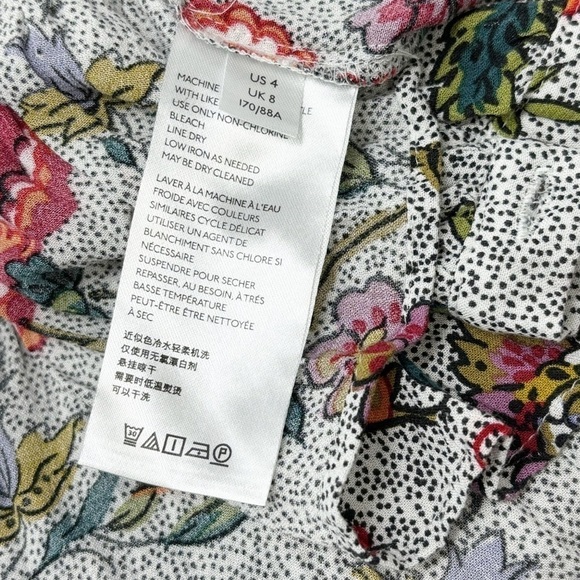 US 4
UK 8
170/88A
MACHINE
WITH LIKE
USE ONLY NON-CHLORINE
BLEACH
LINE DRY
LOW IRON AS NEEDED
MAY BE DRY CLEANED
LAVER À LA MACHINE À L'EAU
FROIDE AVEC COULEURS
SIMILAIRES CYCLE DÉLICAT
UTILISER UN AGENT DE
BLANCHIMENT SANS CHLORE SI
NÉCESSAIRE
SUSPENDRE POUR SECHER
REPASSER, AU BESOIN, À TRÉS
BASSE TEMPÉRATURE
PEUT-ÊTRE ÊTRE NETTOYÉE
À SEC
近似色冷水轻柔机洗
仅使用无氯漂白剂
悬挂晾干
需要时低温熨烫
可以干洗
30
P